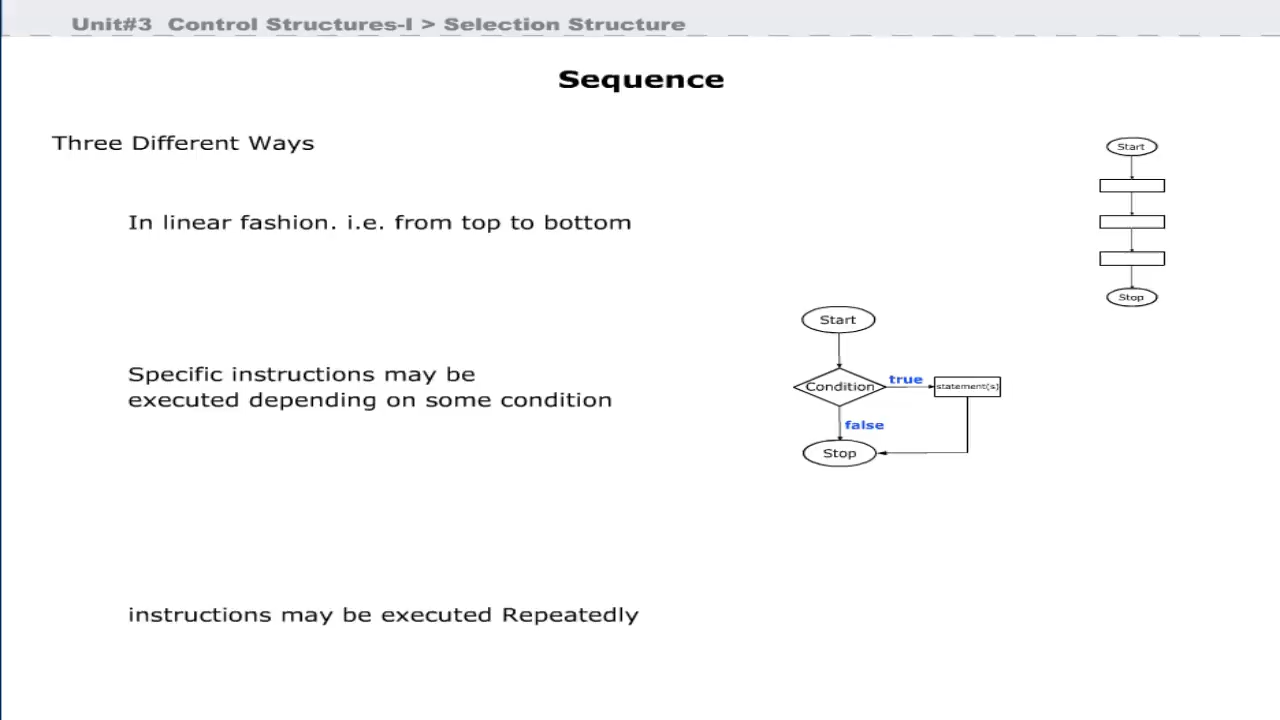 Unit#3 Control Structures-I > Selection Structure
Sequence
Three Different Ways
Start
In linear fashion. i.e. from top to bottom
Stop
Start
Specific instructions may be
executed depending on some condition
Condition
true
statement(s)
false
Stop
instructions may be executed Repeatedly